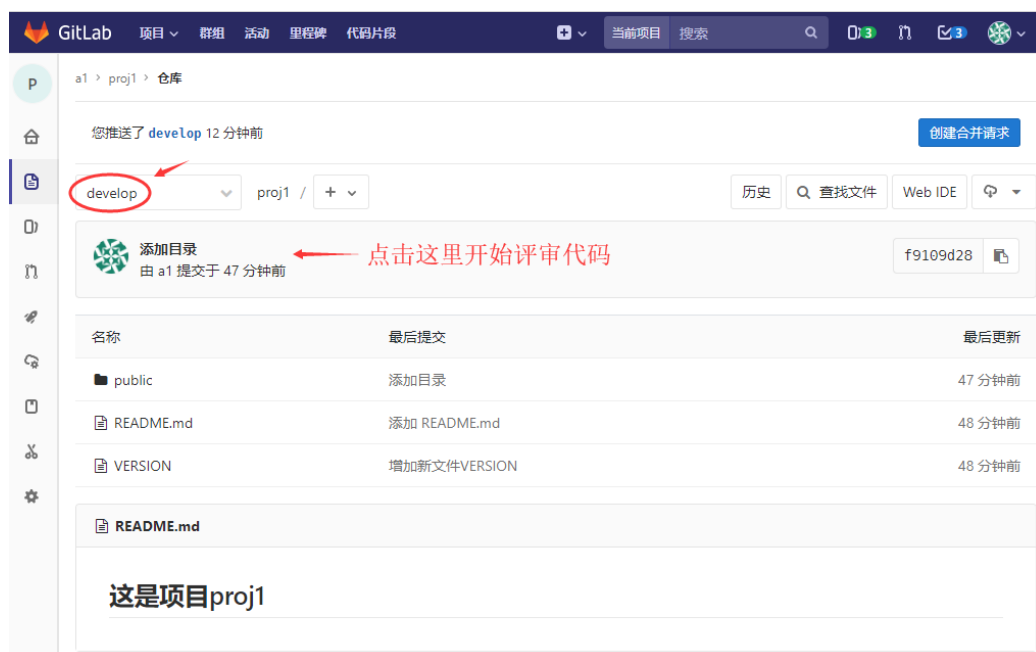 GitLab 项目 群组 活动 里程碑 代码片段 当前项目 搜索 3 3
P a1 > proj1 > 仓库
您推送了 develop 12 分钟前 创建合并请求
develop proj1 / + 历史 查找文件 Web IDE
添加目录
点击这里开始评审代码
由 a1 提交于 47 分钟前 f9109d28
名称 最后提交 最后更新
public 添加目录 47 分钟前
README.md 添加 README.md 48 分钟前
VERSION 增加新文件VERSION 48 分钟前
README.md
这是项目proj1